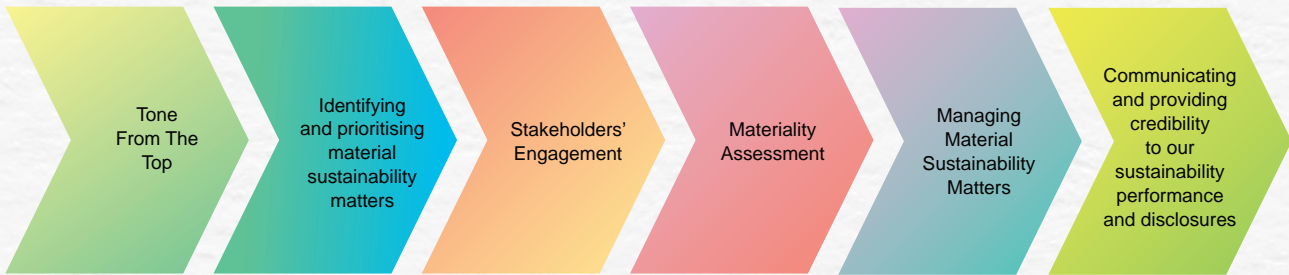 Tone
From The
Top
Identifying
and prioritising
material
sustainability
matters
Stakeholders’
Engagement
Materiality
Assessment
Managing
Material
Sustainability
Matters
Communicating
and providing
credibility
to our
sustainability
performance
and disclosures